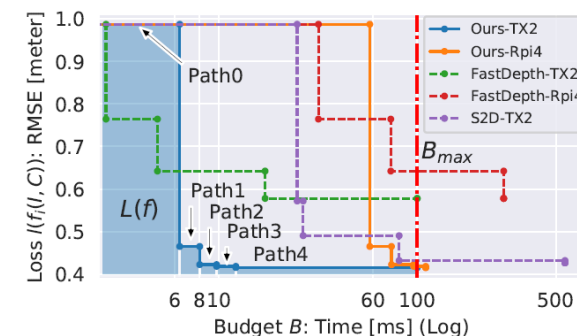 Loss l(fᵢ(I, C)): RMSE [meter]
1.0
0.9
0.8
0.7
0.6
0.5
0.4
Path0
L(f)
Path1
Path2
Path3
Path4
B_max
Ours-TX2
Ours-Rpi4
FastDepth-TX2
FastDepth-Rpi4
S2D-TX2
6 8 10 60 100 500
Budget B: Time [ms] (Log)